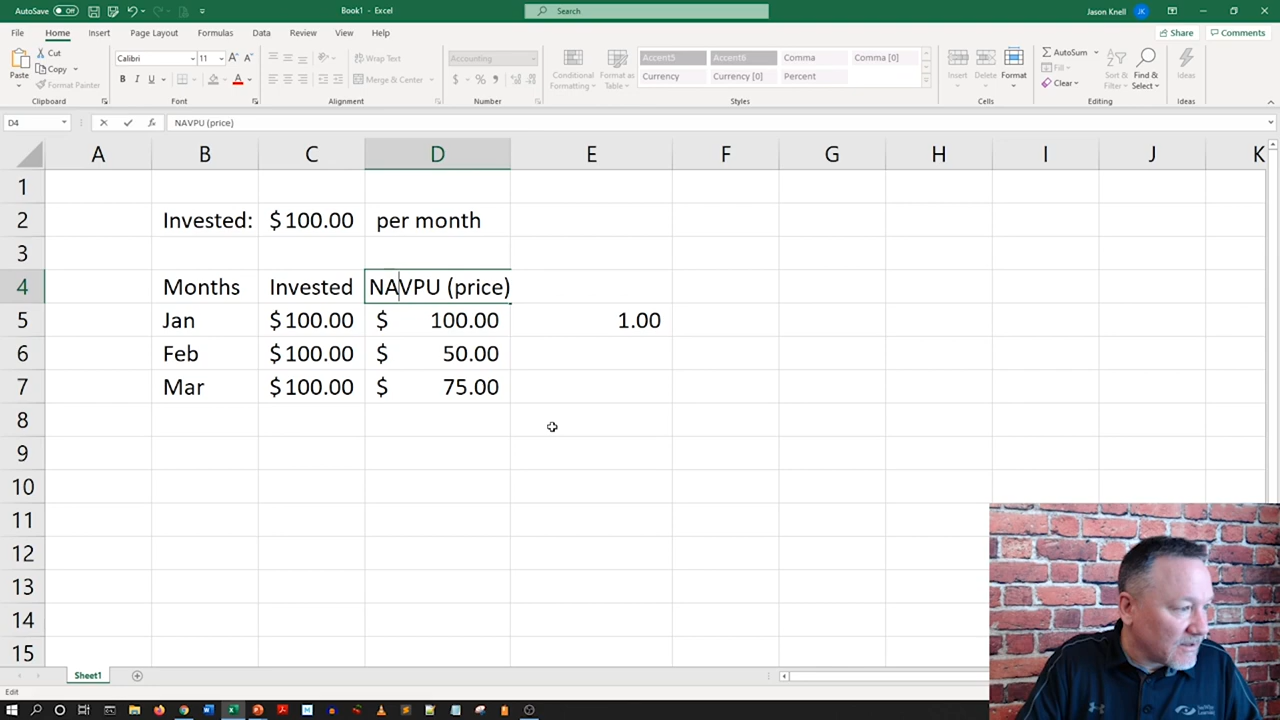 AutoSave Off
Book1 - Excel
Search
Jason Knell JK
File Home Insert Page Layout Formulas Data Review View Help
Share Comments
Paste
Cut
Copy
Format Painter
Clipboard
Calibri 11
B I U
Font
Wrap Text
Merge & Center
Alignment
Accounting
$ % ,
Number
Conditional Formatting
Format as Table
Accent5 Accent6 Comma Comma [0]
Currency Currency [0] Percent
Styles
Insert
Delete
Format
Cells
AutoSum
Fill
Clear
Sort & Filter
Find & Select
Editing
Ideas
Ideas
D4 fx NAVPU (price)
A B C D E F G H I J K
1
2 Invested: $100.00 per month
3
4 Months Invested NAVPU (price)
5 Jan $100.00 $ 100.00 1.00
6 Feb $100.00 $ 50.00
7 Mar $100.00 $ 75.00
8
9
10
11
12
13
14
15
Sheet1
Edit